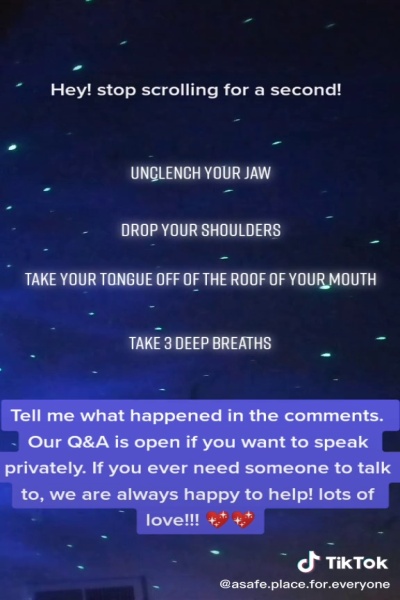 Hey! stop scrolling for a second!
UNCLENCH YOUR JAW
DROP YOUR SHOULDERS
TAKE YOUR TONGUE OFF OF THE ROOF OF YOUR MOUTH
TAKE 3 DEEP BREATHS
Tell me what happened in the comments.
Our Q&A is open if you want to speak
privately. If you ever need someone to talk
to, we are always happy to help! lots of
love!!! 💖💖
TikTok
@asafe.place.for.everyone